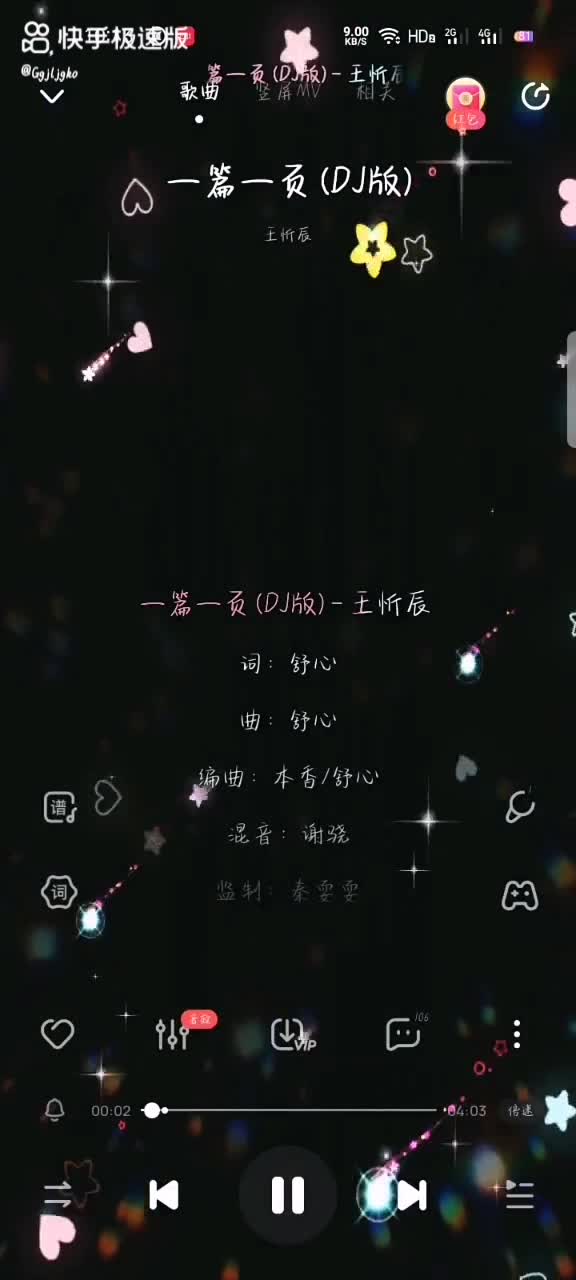 快手极速版
@Ggjljgko
9.00 KB/S HD 2G 4G 81
一篇一页(DJ版)-王忻辰
歌曲 竖屏MV 相关
红包
一篇一页(DJ版)
王忻辰
一篇一页(DJ版)-王忻辰
词：舒心
曲：舒心
编曲：本香/舒心
谱
混音：谢骁
词
监制：秦耍耍
音效
VIP
106
00:02
04:03
倍速